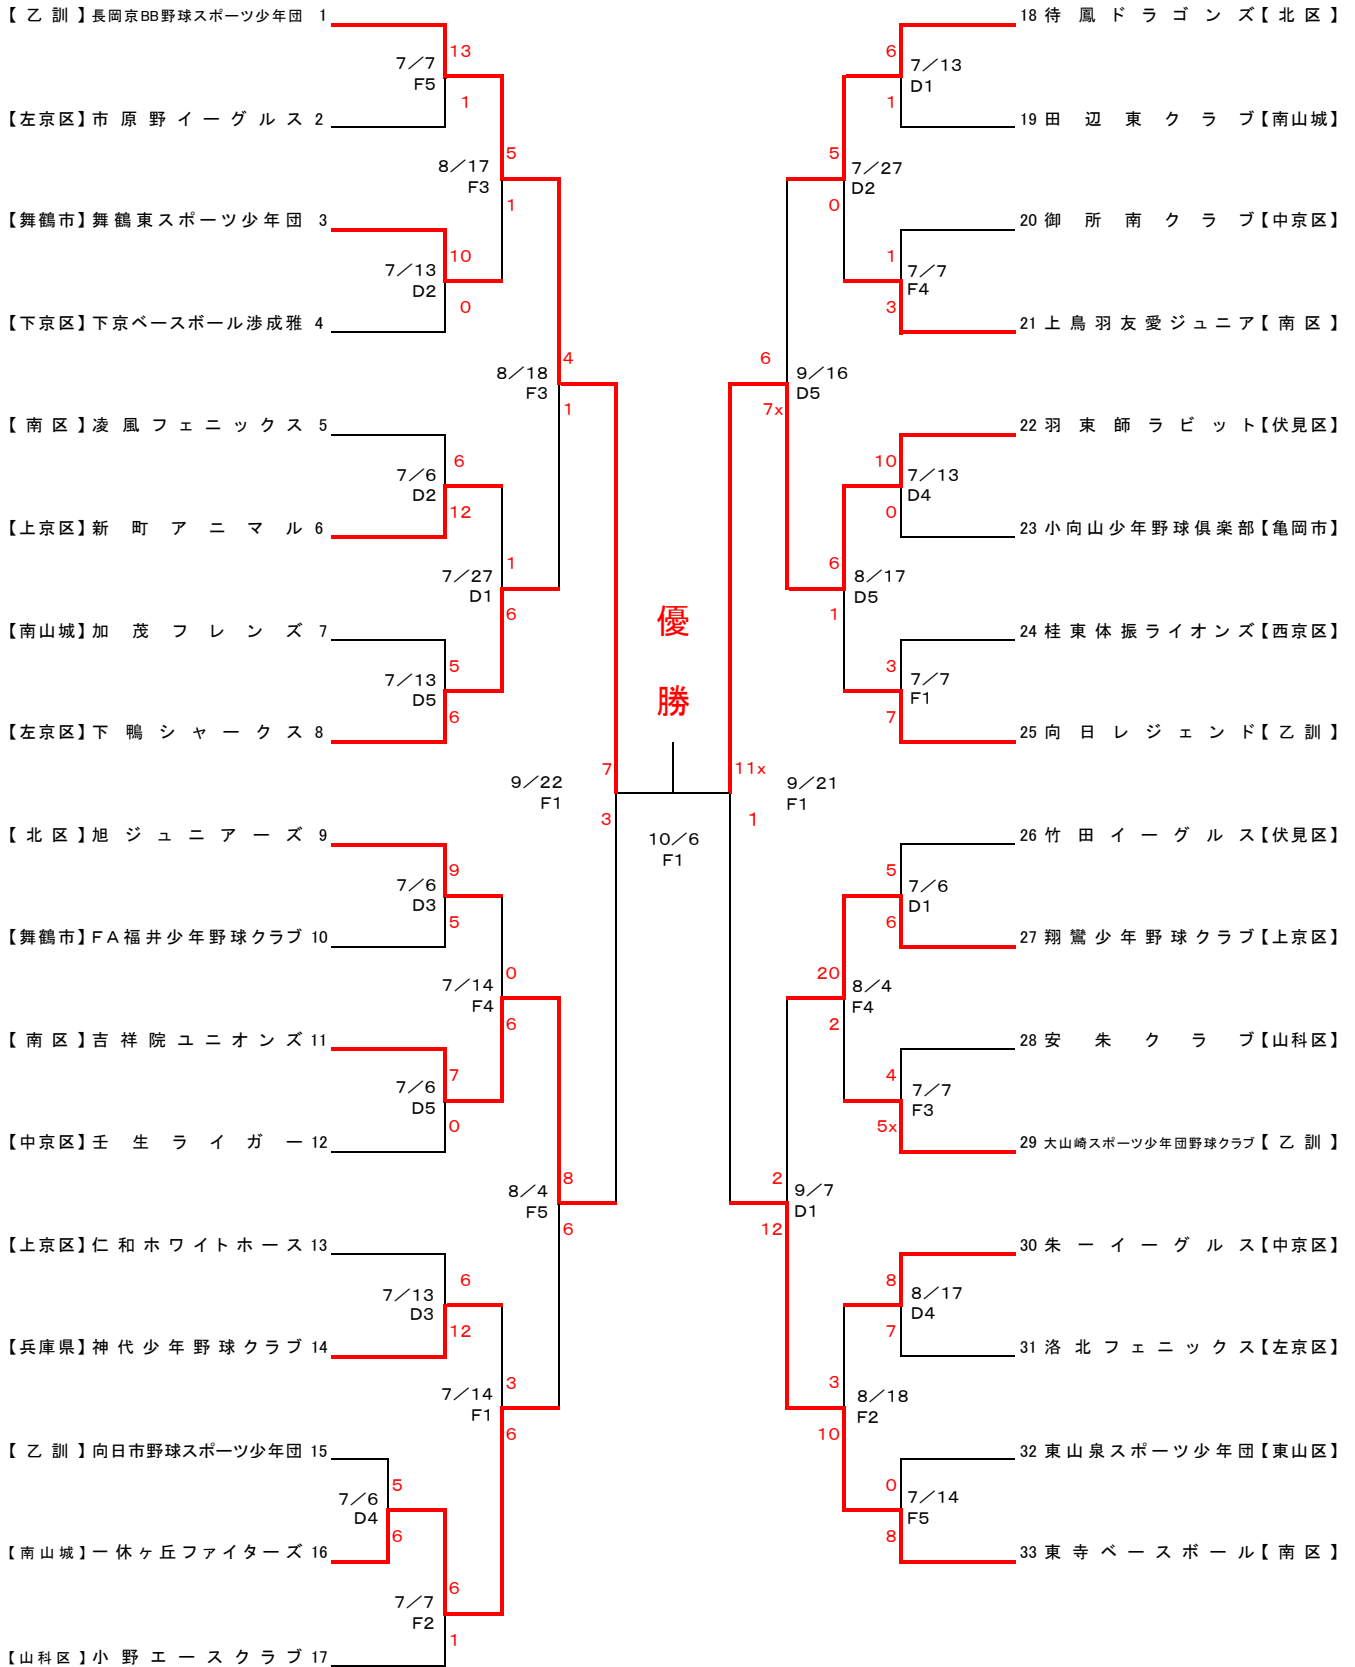 【 乙 訓 】長岡京BB野球スポーツ少年団 1
13
7/7
F5
1
【左京区】市原野イーグルス 2
5
8/17
F3
1
【舞鶴市】舞鶴東スポーツ少年団 3
10
7/13
D2
0
【下京区】下京ベースボール渉成雅 4
4
8/18
F3
1
【 南 区 】凌風フェニックス 5
6
7/6
D2
12
【上京区】新町アニマル 6
1
7/27
D1
6
【南山城】加茂フレンズ 7
5
7/13
D5
6
【左京区】下鴨シャークス 8
7
9/22
F1
3
【 北 区 】旭ジュニアーズ 9
9
7/6
D3
5
【舞鶴市】FA福井少年野球クラブ 10
0
7/14
F4
6
【 南 区 】吉祥院ユニオンズ 11
7
7/6
D5
0
【中京区】壬生ライガー 12
8
8/4
F5
6
【上京区】仁和ホワイトホース 13
6
7/13
D3
12
【兵庫県】神代少年野球クラブ 14
3
7/14
F1
6
【 乙 訓 】向日市野球スポーツ少年団 15
5
7/6
D4
6
【南山城】一休ヶ丘ファイターズ 16
6
7/7
F2
1
【山科区】小野エースクラブ 17
優
勝
10/6
F1
18 待鳳ドラゴンズ【 北 区 】
6
7/13
D1
1
19 田辺東クラブ【南山城】
5
7/27
D2
0
20 御所南クラブ【中京区】
1
7/7
F4
3
21 上鳥羽友愛ジュニア【 南 区 】
6
9/16
D5
7x
22 羽束師ラビット【伏見区】
10
7/13
D4
0
23 小向山少年野球倶楽部【亀岡市】
6
8/17
D5
1
24 桂東体振ライオンズ【西京区】
3
7/7
F1
7
25 向日レジェンド【 乙 訓 】
11x
9/21
F1
1
26 竹田イーグルス【伏見区】
5
7/6
D1
6
27 翔鸞少年野球クラブ【上京区】
20
8/4
F4
2
28 安朱クラブ【山科区】
4
7/7
F3
5x
29 大山崎スポーツ少年団野球クラブ【 乙 訓 】
2
9/7
D1
12
30 朱一イーグルス【中京区】
8
8/17
D4
7
31 洛北フェニックス【左京区】
3
8/18
F2
10
32 東山泉スポーツ少年団【東山区】
0
7/14
F5
8
33 東寺ベースボール【 南 区 】